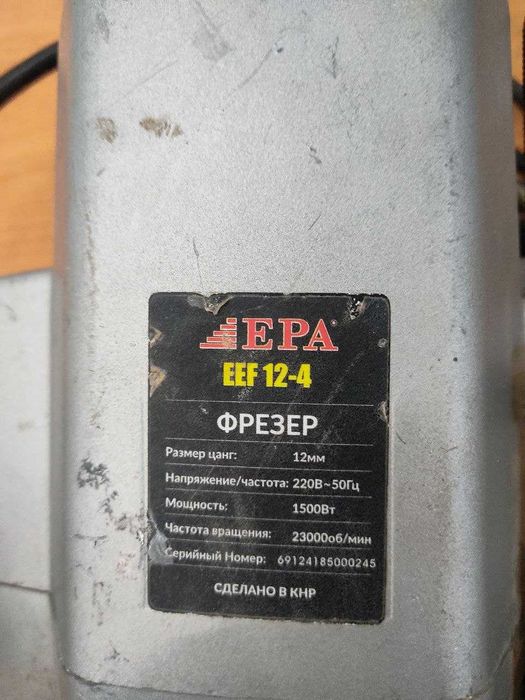 EPA
EEF 12-4
ФРЕЗЕР
Размер цанг: 12мм
Напряжение/частота: 220В~50Гц
Мощность: 1500Вт
Частота вращения: 23000об/мин
Серийный Номер: 69124185000245
СДЕЛАНО В КНР